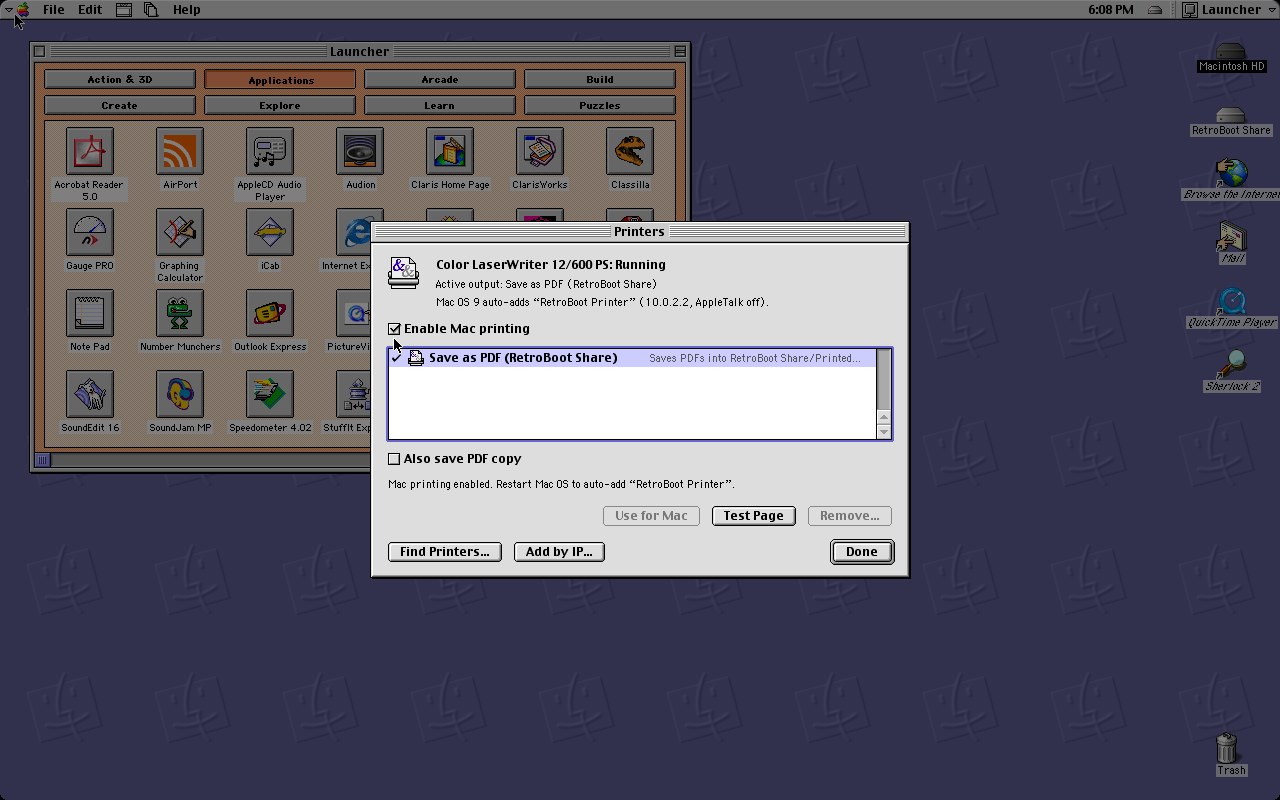 File Edit Help 6:08 PM Launcher
Launcher
Action & 3D Applications Arcade Build
Create Explore Learn Puzzles
Acrobat Reader 5.0
AirPort
AppleCD Audio Player
Audion
Claris Home Page
ClarisWorks
Classilla
Gauge PRO
Graphing Calculator
iCab
Internet Ex
Note Pad
Number Munchers
Outlook Express
PictureVi
SoundEdit 16
SoundJam MP
Speedometer 4.02
StuffIt Exp
Printers
Color LaserWriter 12/600 PS: Running
Active output: Save as PDF (RetroBoot Share)
Mac OS 9 auto-adds “RetroBoot Printer” (10.0.2.2, AppleTalk off).
Enable Mac printing
Save as PDF (RetroBoot Share) Saves PDFs into RetroBoot Share/Printed...
Also save PDF copy
Mac printing enabled. Restart Mac OS to auto-add “RetroBoot Printer”.
Use for Mac Test Page Remove...
Find Printers... Add by IP... Done
Macintosh HD
RetroBoot Share
Browse the Internet
Mail
QuickTime Player
Sherlock 2
Trash